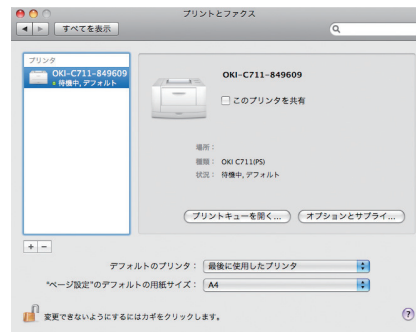 プリントとファクス
すべてを表示
プリンタ
OKI-C711-849609
待機中, デフォルト
OKI-C711-849609
このプリンタを共有
場所：
種類： OKI C711(PS)
状況： 待機中, デフォルト
プリントキューを開く... オプションとサプライ...
+ −
デフォルトのプリンタ： 最後に使用したプリンタ
"ページ設定"のデフォルトの用紙サイズ： A4
変更できないようにするにはカギをクリックします。 ?